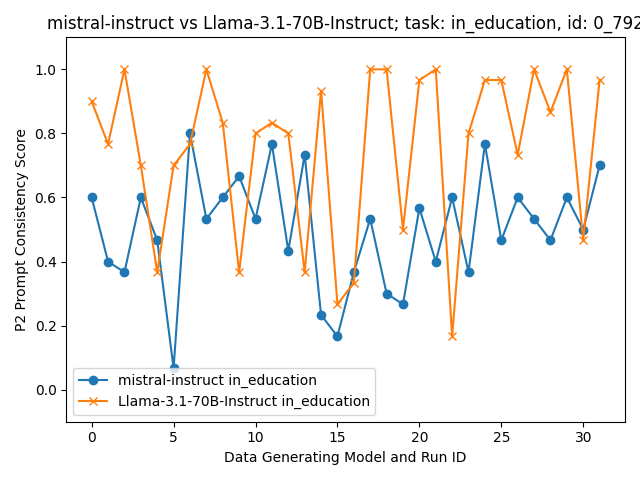 mistral-instruct vs Llama-3.1-70B-Instruct; task: in_education, id: 0_792
P2 Prompt Consistency Score
1.0
0.8
0.6
0.4
0.2
0.0
mistral-instruct in_education
Llama-3.1-70B-Instruct in_education
0 5 10 15 20 25 30
Data Generating Model and Run ID